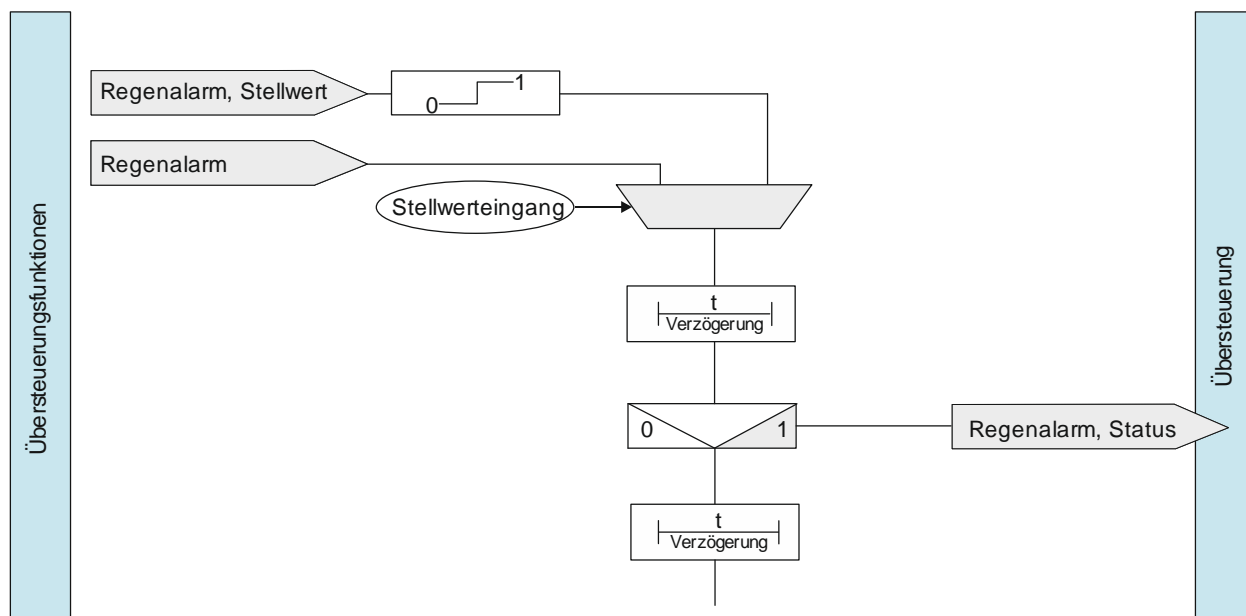 Übersteuerungsfunktionen
Regenalarm, Stellwert
0
1
Regenalarm
Stellwerteingang
t
Verzögerung
0
1
Regenalarm, Status
t
Verzögerung
Übersteuerung